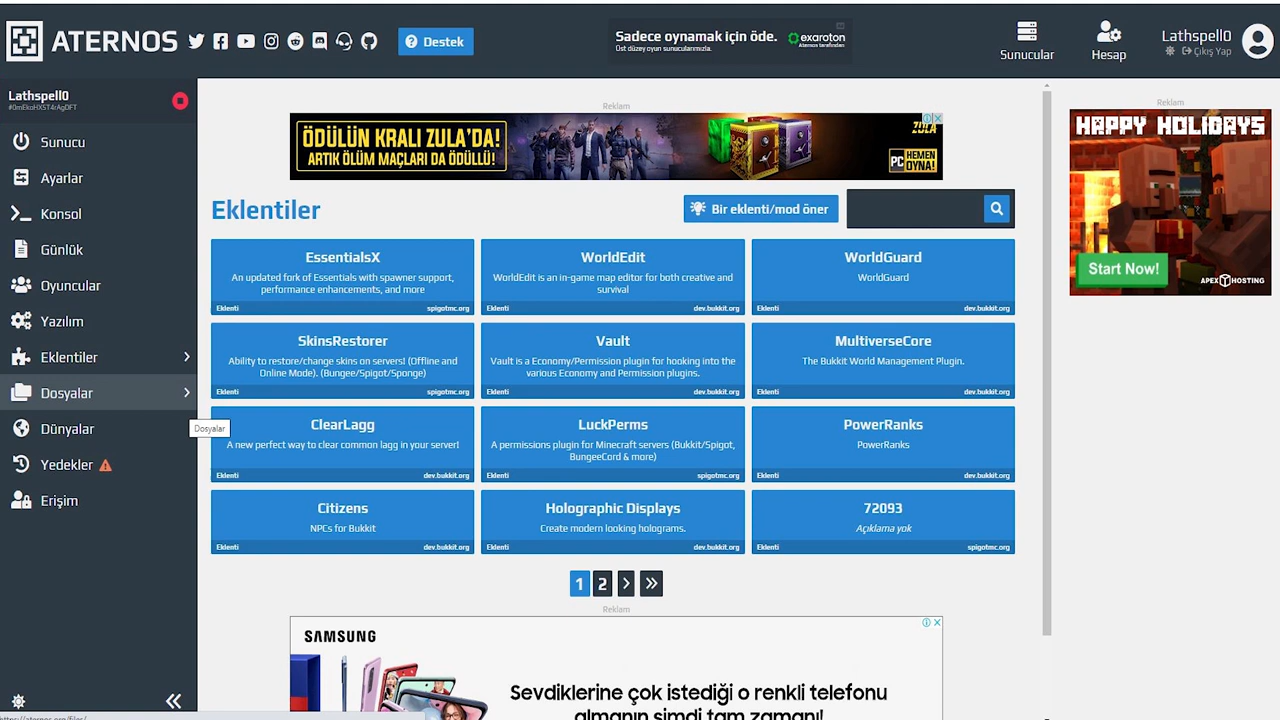 ATERNOS
Destek
Sadece oynamak için öde.
Üst düzey oyun sunucularımızla.
exaroton
Aternos tarafından
Sunucular
Hesap
Lathspell0
Çıkış Yap
Lathspell0
Sunucu
Ayarlar
Konsol
Günlük
Oyuncular
Yazılım
Eklentiler
Dosyalar
Dünyalar
Yedekler
Erişim
Dosyalar
Reklam
ÖDÜLÜN KRALI ZULA'DA!
ARTIK ÖLÜM MAÇLARI DA ÖDÜLLÜ!
ZULA
PC HEMEN OYNA!
Eklentiler
Bir eklenti/mod öner
EssentialsX
An updated fork of Essentials with spawner support,
performance enhancements, and more
Eklenti spigotmc.org
WorldEdit
WorldEdit is an in-game map editor for both creative and
survival
Eklenti dev.bukkit.org
WorldGuard
WorldGuard
Eklenti dev.bukkit.org
SkinsRestorer
Ability to restore/change skins on servers! (Offline and
Online Mode). (Bungee/Spigot/Sponge)
Eklenti spigotmc.org
Vault
Vault is a Economy/Permission plugin for hooking into the
various Economy and Permission plugins.
Eklenti dev.bukkit.org
MultiverseCore
The Bukkit World Management Plugin.
Eklenti dev.bukkit.org
ClearLagg
A new perfect way to clear common lagg in your server!
Eklenti dev.bukkit.org
LuckPerms
A permissions plugin for Minecraft servers (Bukkit/Spigot,
BungeeCord & more)
Eklenti spigotmc.org
PowerRanks
PowerRanks
Eklenti dev.bukkit.org
Citizens
NPCs for Bukkit
Eklenti dev.bukkit.org
Holographic Displays
Create modern looking holograms.
Eklenti dev.bukkit.org
72093
Açıklama yok
Eklenti spigotmc.org
1 2 › »
Reklam
SAMSUNG
Sevdiklerine çok istediği o renkli telefonu
almanın şimdi tam zamanı!
Reklam
HAPPY HOLIDAYS
Start Now!
APEX HOSTING
https://aternos.org/files/